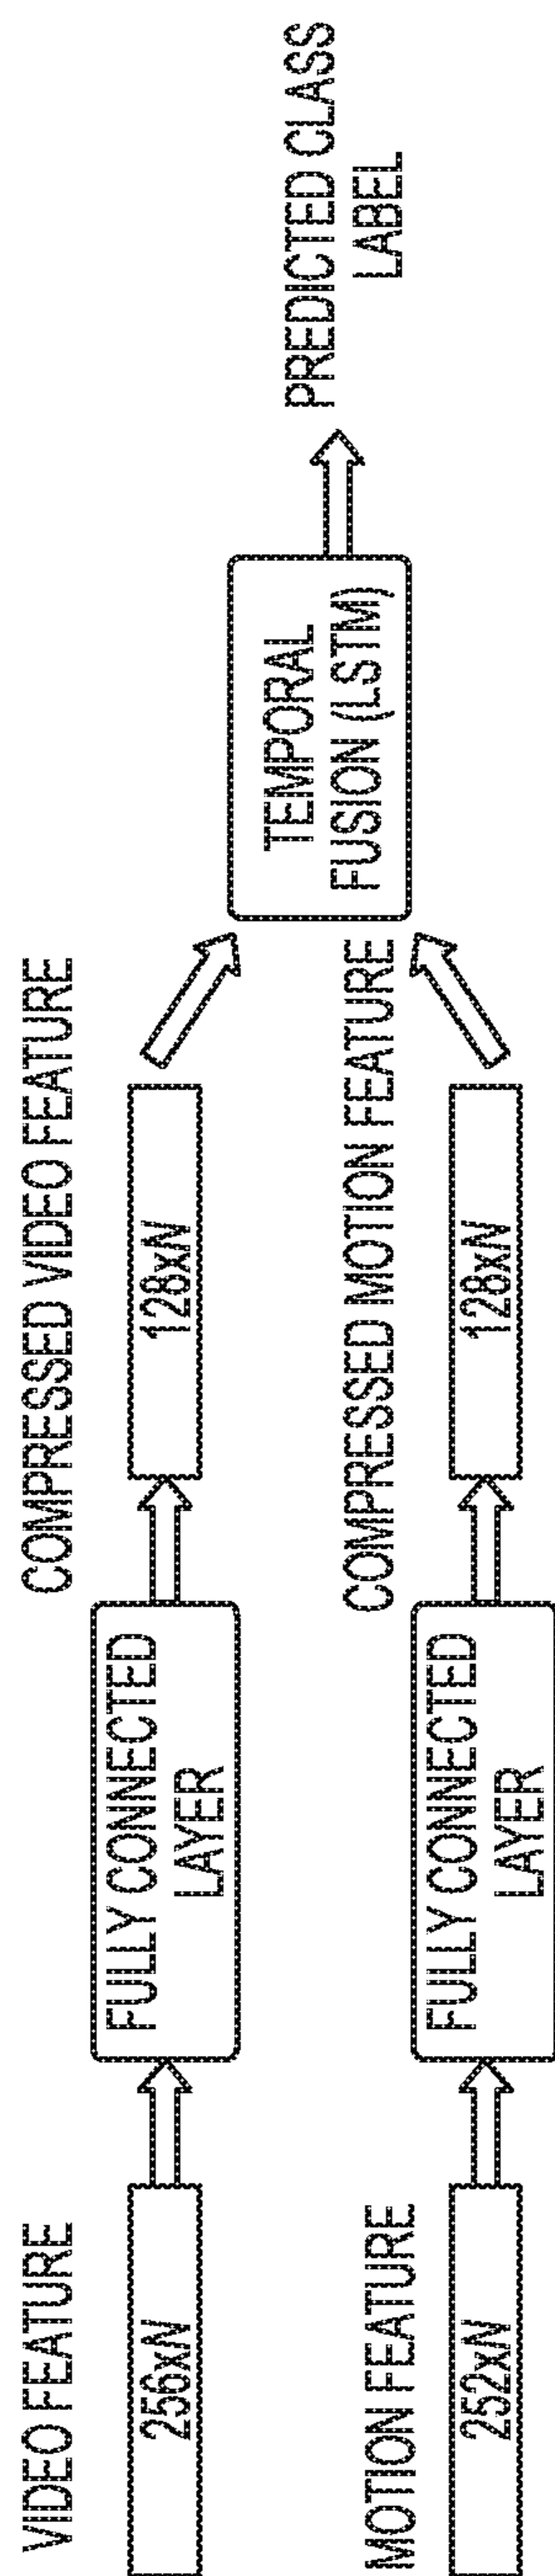 VIDEO FEATURE
256xN
FULLY CONNECTED
LAYER
COMPRESSED VIDEO FEATURE
128xN
MOTION FEATURE
252xN
FULLY CONNECTED
LAYER
COMPRESSED MOTION FEATURE
128xN
TEMPORAL
FUSION (LSTM)
PREDICTED CLASS
LABEL